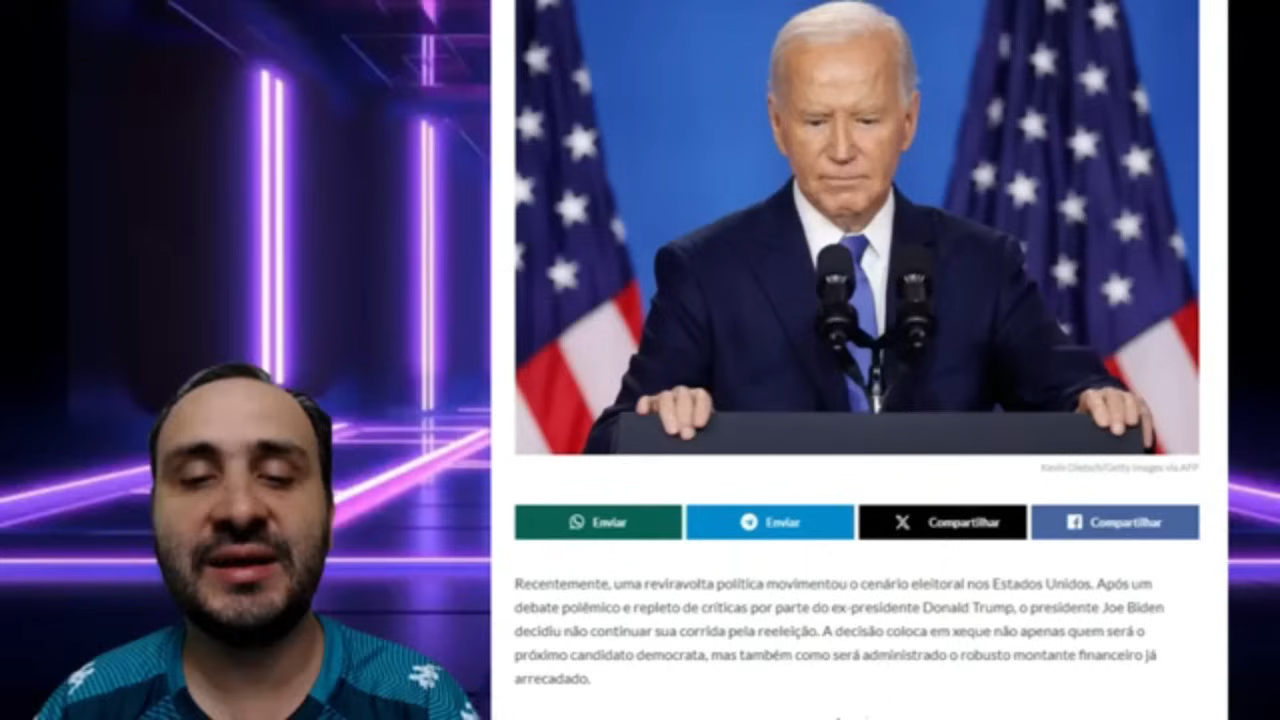 Kevin Dietsch/Getty Images via AFP
Enviar
Enviar
Compartilhar
Compartilhar
Recentemente, uma reviravolta política movimentou o cenário eleitoral nos Estados Unidos. Após um
debate polêmico e repleto de críticas por parte do ex-presidente Donald Trump, o presidente Joe Biden
decidiu não continuar sua corrida pela reeleição. A decisão coloca em xeque não apenas quem será o
próximo candidato democrata, mas também como será administrado o robusto montante financeiro já
arrecadado.